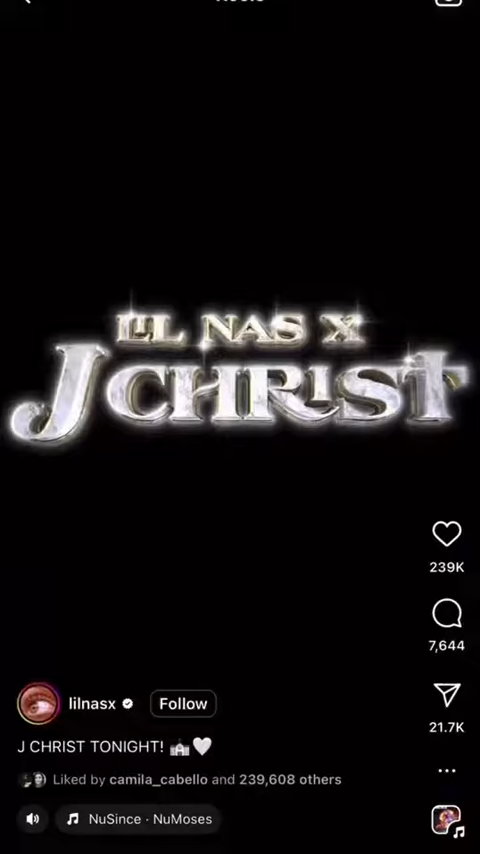 LIL NAS X
J CHRIST
239K
7,644
21.7K
lilnasx
Follow
J CHRIST TONIGHT!
Liked by camila_cabello and 239,608 others
NuSince · NuMoses